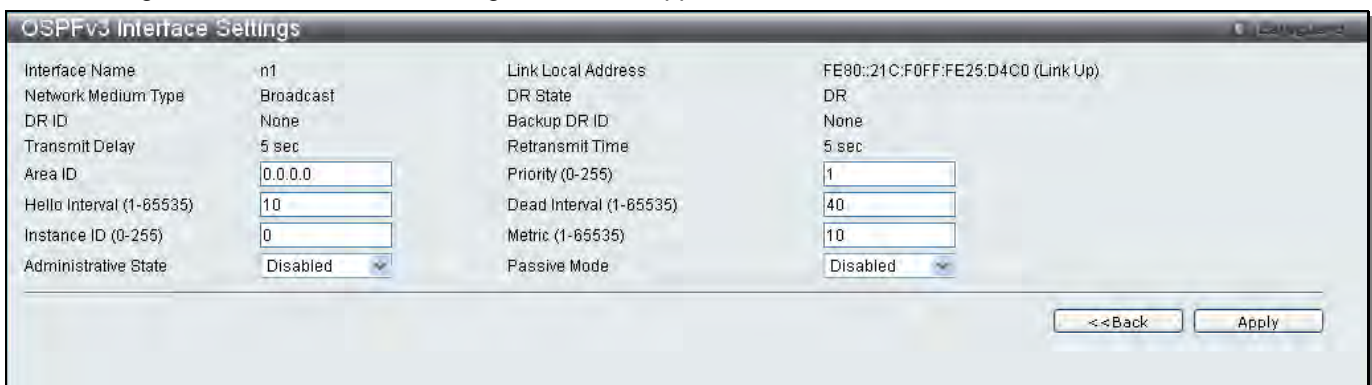 OSPFv3 Interface Settings
Interface Name n1 Link Local Address FE80::21C:F0FF:FE25:D4C0 (Link Up)
Network Medium Type Broadcast DR State DR
DR ID None Backup DR ID None
Transmit Delay 5 sec Retransmit Time 5 sec
Area ID 0.0.0.0 Priority (0-255) 1
Hello Interval (1-65535) 10 Dead Interval (1-65535) 40
Instance ID (0-255) 0 Metric (1-65535) 10
Administrative State Disabled Passive Mode Disabled
<<Back Apply